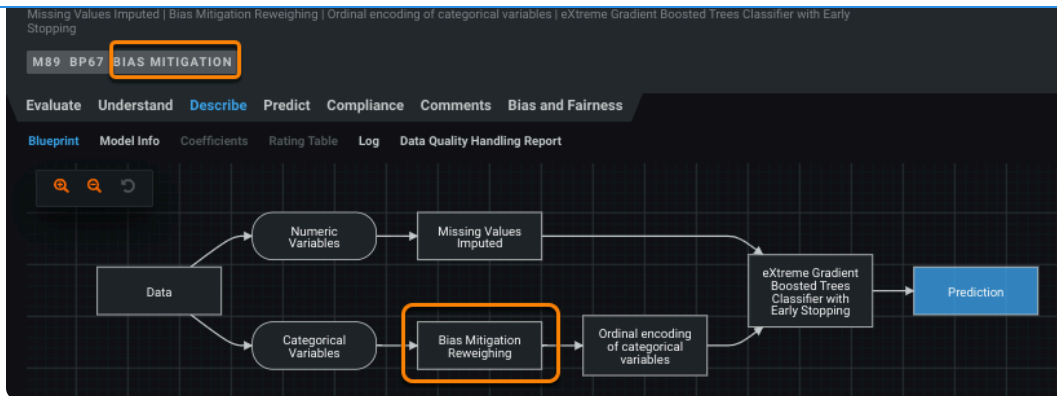 Missing Values Imputed | Bias Mitigation Reweighing | Ordinal encoding of categorical variables | eXtreme Gradient Boosted Trees Classifier with Early
Stopping
M89 BP67 BIAS MITIGATION
Evaluate Understand Describe Predict Compliance Comments Bias and Fairness
Blueprint Model Info Coefficients Rating Table Log Data Quality Handling Report
Numeric
Variables
Missing Values
Imputed
Data
eXtreme Gradient
Boosted Trees
Classifier with
Early Stopping
Prediction
Categorical
Variables
Bias Mitigation
Reweighing
Ordinal encoding
of categorical
variables